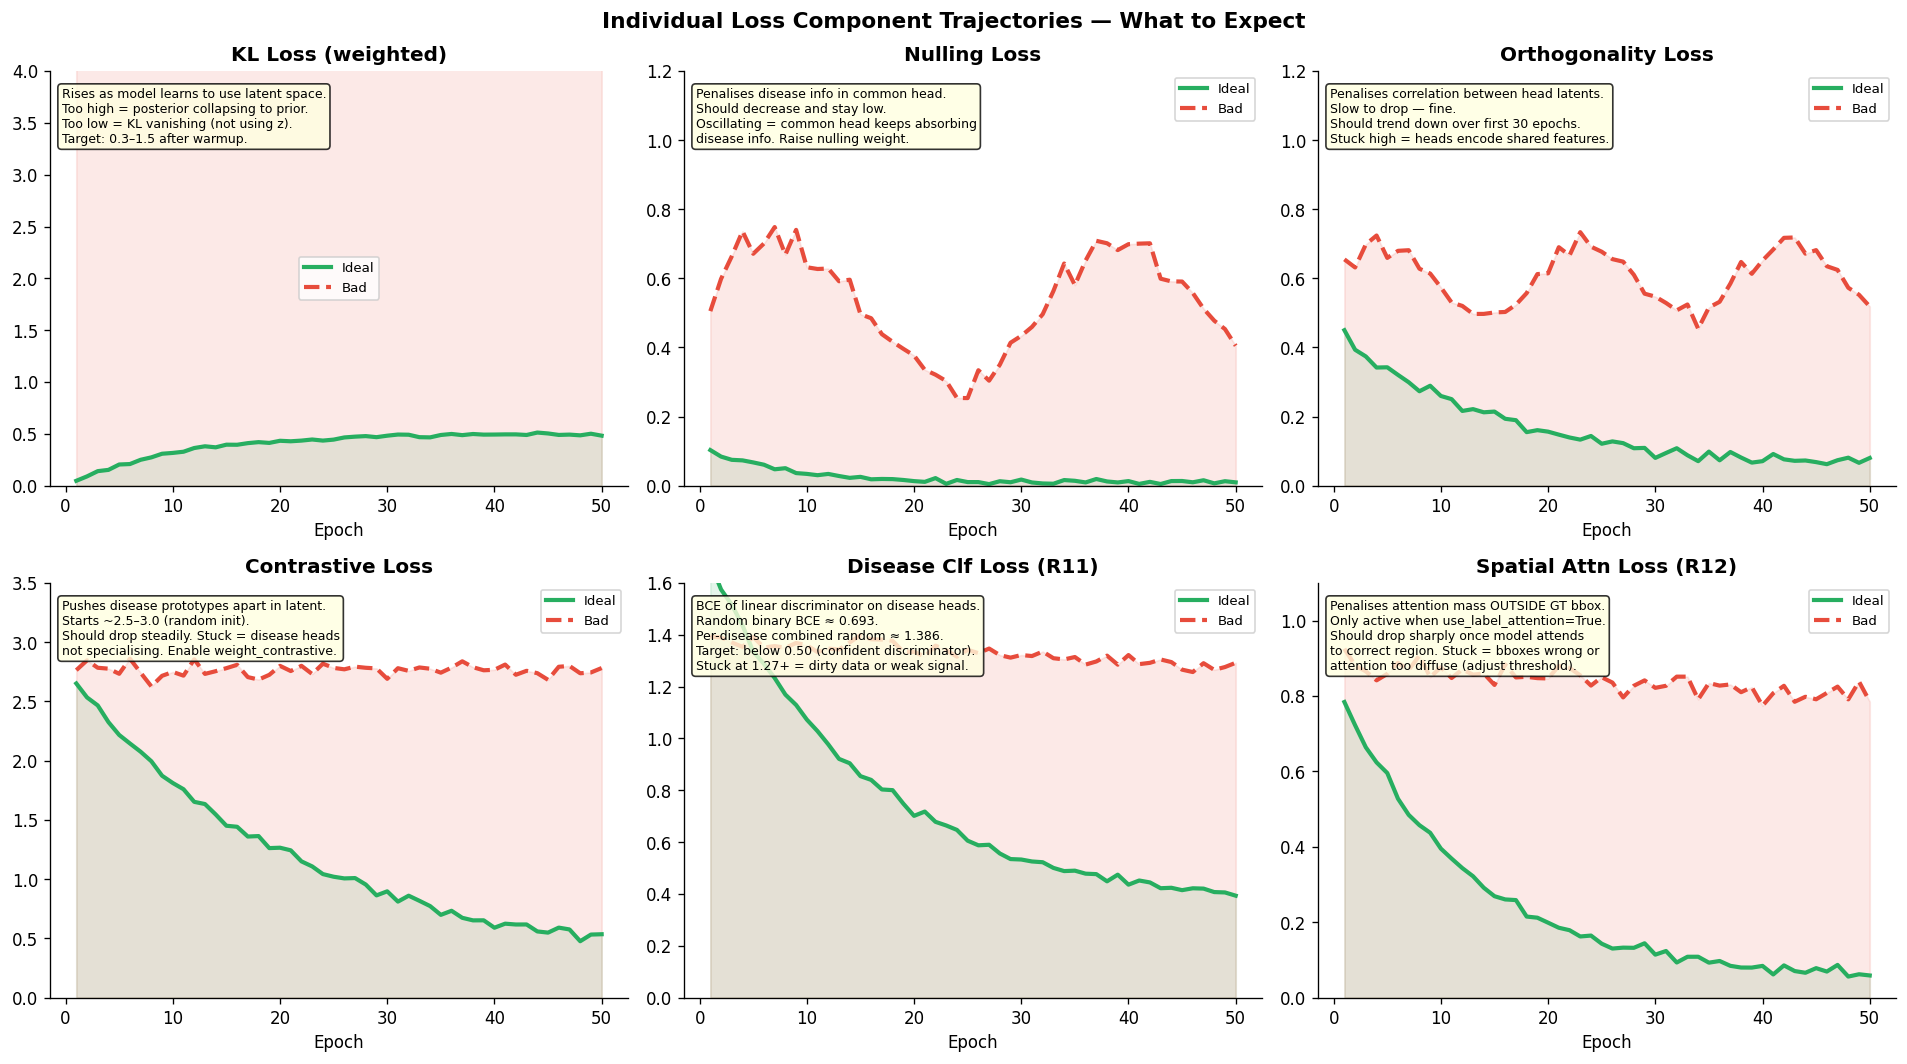 Individual Loss Component Trajectories — What to Expect
KL Loss (weighted)
4.0
3.5
3.0
2.5
2.0
1.5
1.0
0.5
0.0
Rises as model learns to use latent space.
Too high = posterior collapsing to prior.
Too low = KL vanishing (not using z).
Target: 0.3–1.5 after warmup.
Ideal
Bad
0 10 20 30 40 50
Epoch
Nulling Loss
1.2
1.0
0.8
0.6
0.4
0.2
0.0
Penalises disease info in common head.
Should decrease and stay low.
Oscillating = common head keeps absorbing
disease info. Raise nulling weight.
Ideal
Bad
0 10 20 30 40 50
Epoch
Orthogonality Loss
1.2
1.0
0.8
0.6
0.4
0.2
0.0
Penalises correlation between head latents.
Slow to drop — fine.
Should trend down over first 30 epochs.
Stuck high = heads encode shared features.
Ideal
Bad
0 10 20 30 40 50
Epoch
Contrastive Loss
3.5
3.0
2.5
2.0
1.5
1.0
0.5
0.0
Pushes disease prototypes apart in latent.
Starts ~2.5–3.0 (random init).
Should drop steadily. Stuck = disease heads
not specialising. Enable weight_contrastive.
Ideal
Bad
0 10 20 30 40 50
Epoch
Disease Clf Loss (R11)
1.6
1.4
1.2
1.0
0.8
0.6
0.4
0.2
0.0
BCE of linear discriminator on disease heads.
Random binary BCE ≈ 0.693.
Per-disease combined random ≈ 1.386.
Target: below 0.50 (confident discriminator).
Stuck at 1.27+ = dirty data or weak signal.
Ideal
Bad
0 10 20 30 40 50
Epoch
Spatial Attn Loss (R12)
1.0
0.8
0.6
0.4
0.2
0.0
Penalises attention mass OUTSIDE GT bbox.
Only active when use_label_attention=True.
Should drop sharply once model attends
to correct region. Stuck = bboxes wrong or
attention too diffuse (adjust threshold).
Ideal
Bad
0 10 20 30 40 50
Epoch